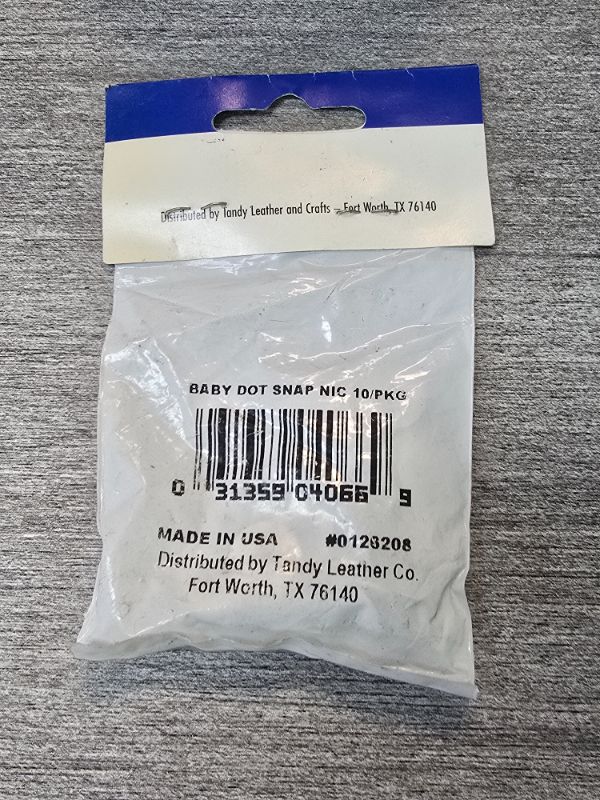 Distributed by Tandy Leather and Crafts – Fort Worth, TX 76140
BABY DOT SNAP NIC 10/PKG
0 31359 04066 9
MADE IN USA #0126208
Distributed by Tandy Leather Co.
Fort Worth, TX 76140